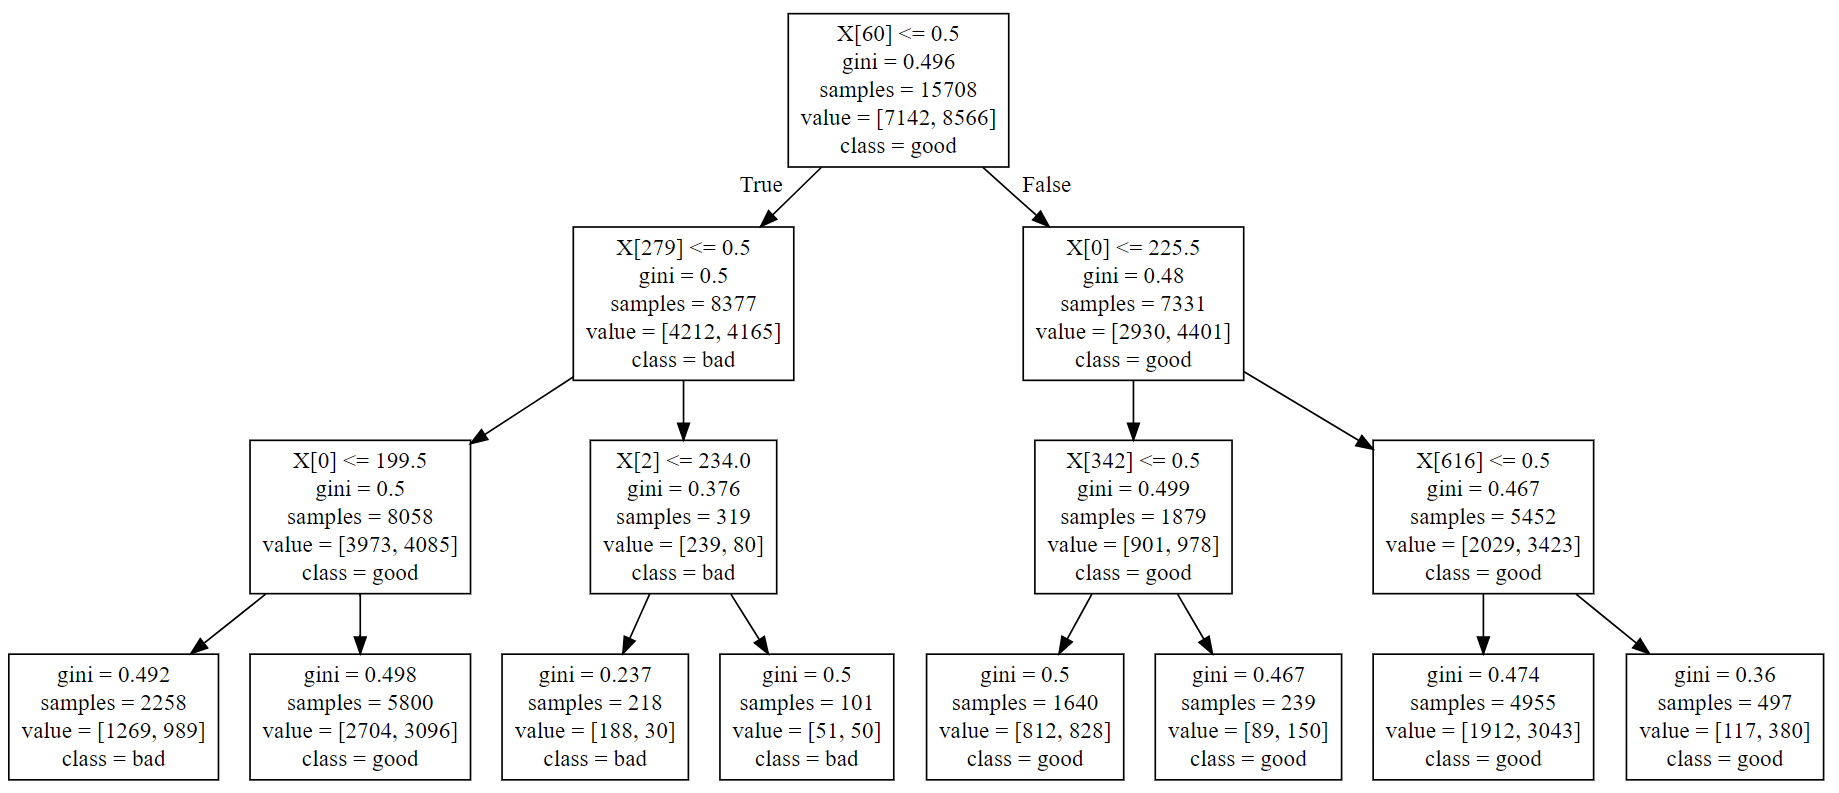 X[60] <= 0.5
gini = 0.496
samples = 15708
value = [7142, 8566]
class = good
True
False
X[279] <= 0.5
gini = 0.5
samples = 8377
value = [4212, 4165]
class = bad
X[0] <= 225.5
gini = 0.48
samples = 7331
value = [2930, 4401]
class = good
X[0] <= 199.5
gini = 0.5
samples = 8058
value = [3973, 4085]
class = good
X[2] <= 234.0
gini = 0.376
samples = 319
value = [239, 80]
class = bad
X[342] <= 0.5
gini = 0.499
samples = 1879
value = [901, 978]
class = good
X[616] <= 0.5
gini = 0.467
samples = 5452
value = [2029, 3423]
class = good
gini = 0.492
samples = 2258
value = [1269, 989]
class = bad
gini = 0.498
samples = 5800
value = [2704, 3096]
class = good
gini = 0.237
samples = 218
value = [188, 30]
class = bad
gini = 0.5
samples = 101
value = [51, 50]
class = bad
gini = 0.5
samples = 1640
value = [812, 828]
class = good
gini = 0.467
samples = 239
value = [89, 150]
class = good
gini = 0.474
samples = 4955
value = [1912, 3043]
class = good
gini = 0.36
samples = 497
value = [117, 380]
class = good